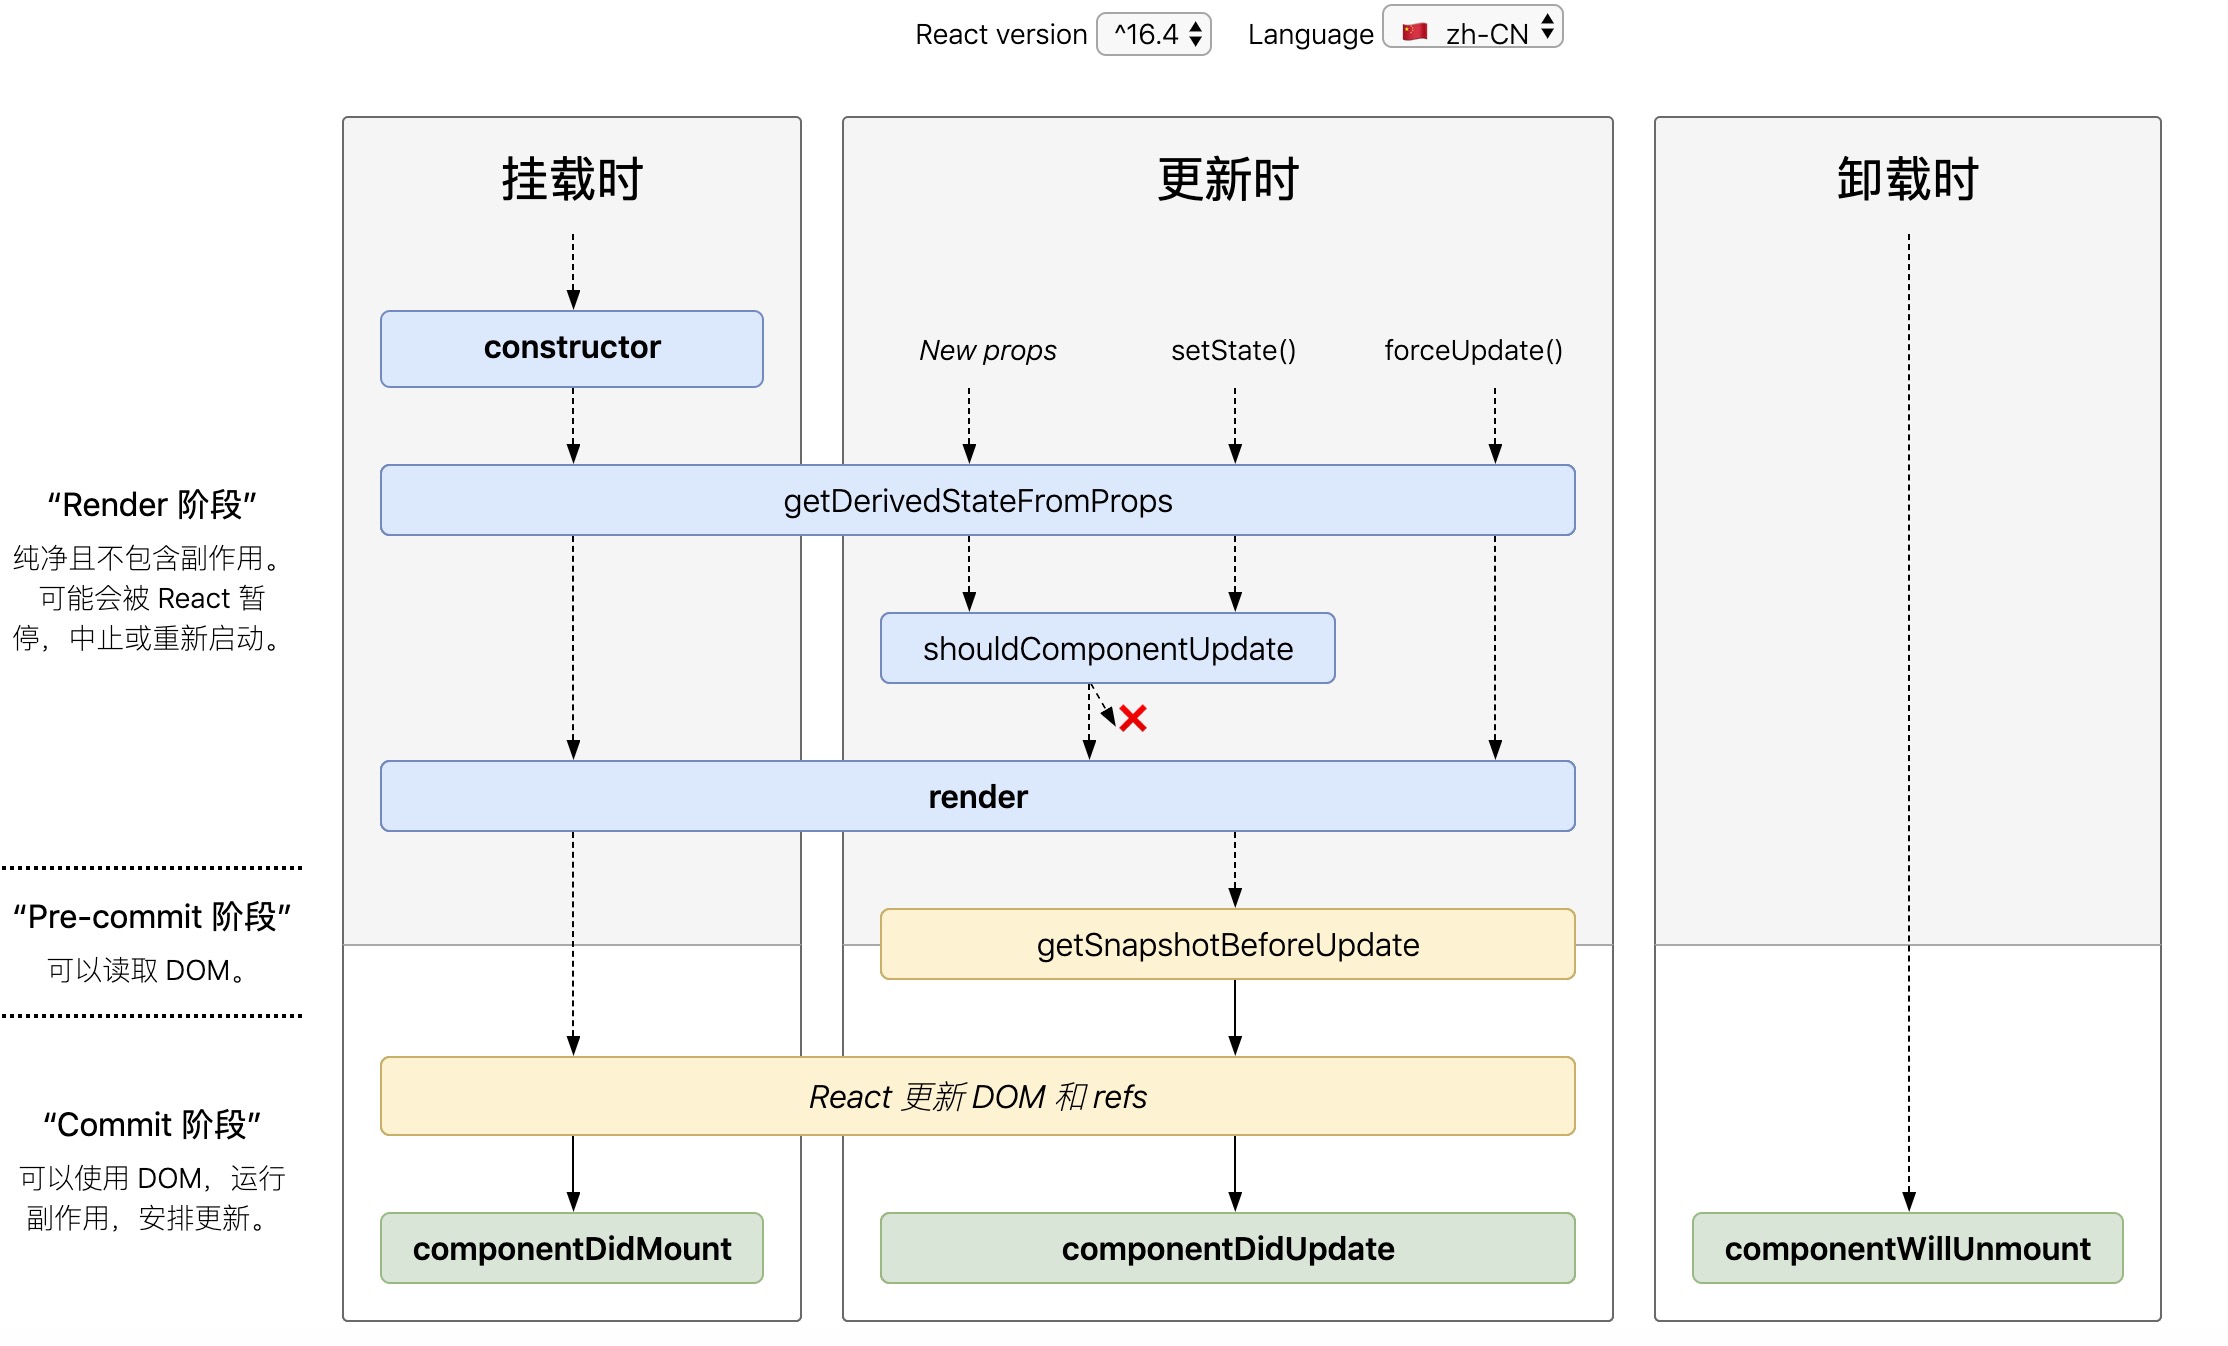 React version ^16.4 Language 🇨🇳 zh-CN
挂载时
更新时
卸载时
constructor
New props
setState()
forceUpdate()
“Render 阶段”
纯净且不包含副作用。
可能会被 React 暂
停，中止或重新启动。
getDerivedStateFromProps
shouldComponentUpdate
render
“Pre-commit 阶段”
可以读取 DOM。
getSnapshotBeforeUpdate
“Commit 阶段”
可以使用 DOM，运行
副作用，安排更新。
React 更新 DOM 和 refs
componentDidMount
componentDidUpdate
componentWillUnmount